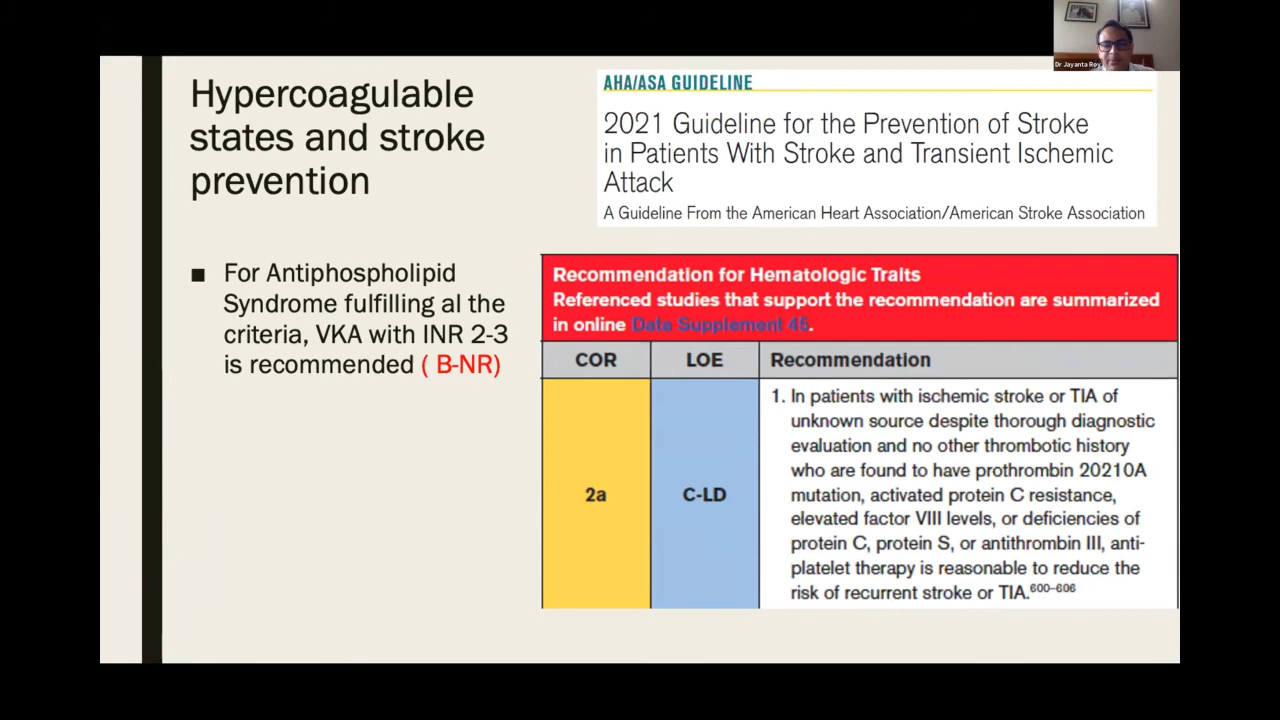 Dr Jayanta Roy
Hypercoagulable
states and stroke
prevention
AHA/ASA GUIDELINE
2021 Guideline for the Prevention of Stroke
in Patients With Stroke and Transient Ischemic
Attack
A Guideline From the American Heart Association/American Stroke Association
■ For Antiphospholipid
Syndrome fulfilling al the
criteria, VKA with INR 2-3
is recommended ( B-NR)
Recommendation for Hematologic Traits
Referenced studies that support the recommendation are summarized
in online Data Supplement 45.
COR LOE Recommendation
2a C-LD
1. In patients with ischemic stroke or TIA of
unknown source despite thorough diagnostic
evaluation and no other thrombotic history
who are found to have prothrombin 20210A
mutation, activated protein C resistance,
elevated factor VIII levels, or deficiencies of
protein C, protein S, or antithrombin III, anti-
platelet therapy is reasonable to reduce the
risk of recurrent stroke or TIA.600–606